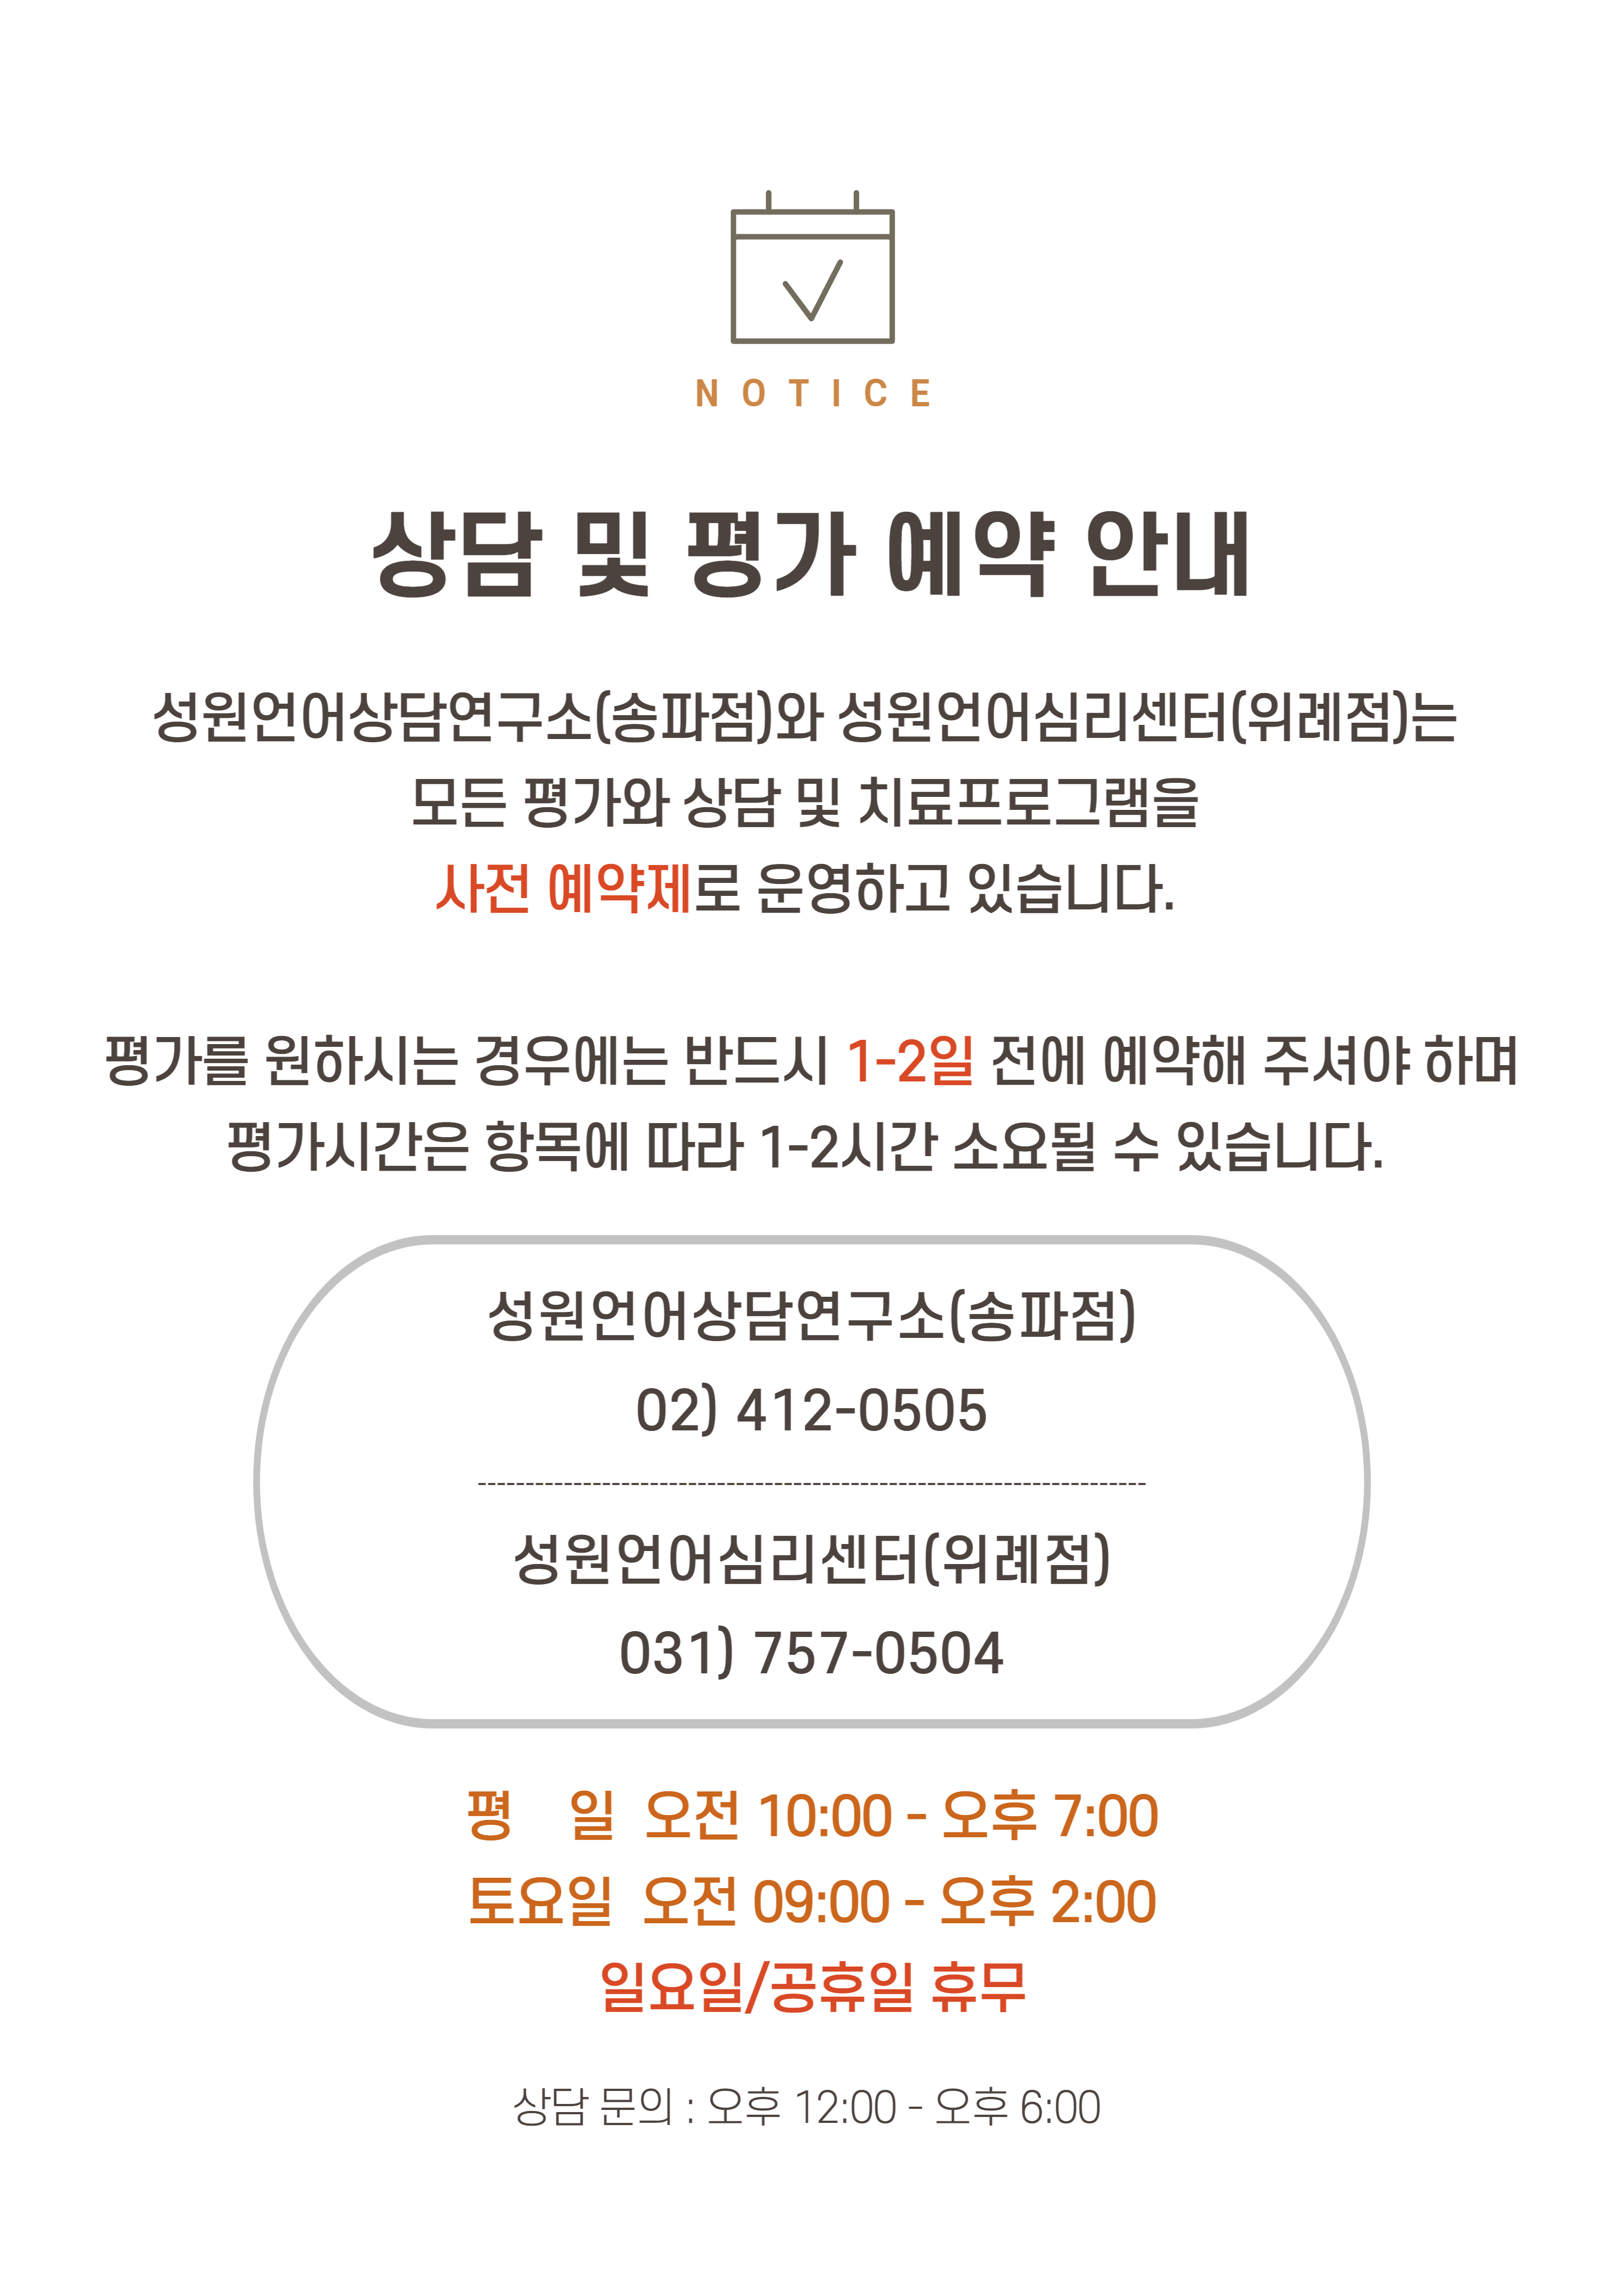 NOTICE
상담 및 평가 예약 안내
성원언어상담연구소(송파점)와 성원언어심리센터(위례점)는
모든 평가와 상담 및 치료프로그램을
사전 예약제로 운영하고 있습니다.
평가를 원하시는 경우에는 반드시 1-2일 전에 예약해 주셔야 하며
평가시간은 항목에 따라 1-2시간 소요될 수 있습니다.
성원언어상담연구소(송파점)
02) 412-0505
성원언어심리센터(위례점)
031) 757-0504
평 일 오전 10:00 - 오후 7:00
토요일 오전 09:00 - 오후 2:00
일요일/공휴일 휴무
상담 문의 : 오후 12:00 - 오후 6:00